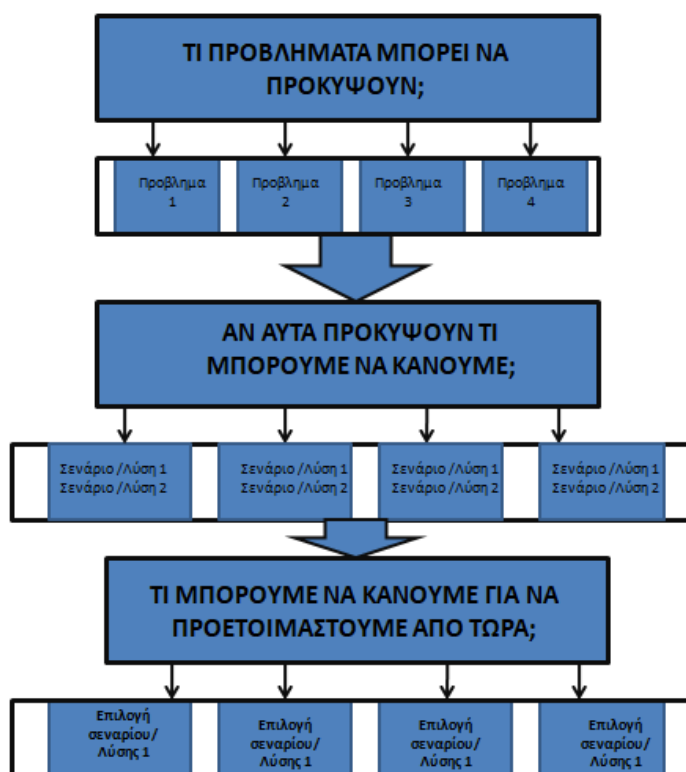 ΤΙ ΠΡΟΒΛΗΜΑΤΑ ΜΠΟΡΕΙ ΝΑ
ΠΡΟΚΥΨΟΥΝ;
Προβλημα
1
Προβλημα
2
Προβλημα
3
Προβλημα
4
ΑΝ ΑΥΤΑ ΠΡΟΚΥΨΟΥΝ ΤΙ
ΜΠΟΡΟΥΜΕ ΝΑ ΚΑΝΟΥΜΕ;
Σενάριο /Λύση 1
Σενάριο /Λύση 2
Σενάριο /Λύση 1
Σενάριο /Λύση 2
Σενάριο /Λύση 1
Σενάριο /Λύση 2
Σενάριο /Λύση 1
Σενάριο /Λύση 2
ΤΙ ΜΠΟΡΟΥΜΕ ΝΑ ΚΑΝΟΥΜΕ ΓΙΑ ΝΑ
ΠΡΟΕΤΟΙΜΑΣΤΟΥΜΕ ΑΠΟ ΤΩΡΑ;
Επιλογή
σεναρίου/
Λύσης 1
Επιλογή
σεναρίου/
Λύσης 1
Επιλογή
σεναρίου/
Λύσης 1
Επιλογή
σεναρίου/
Λύσης 1